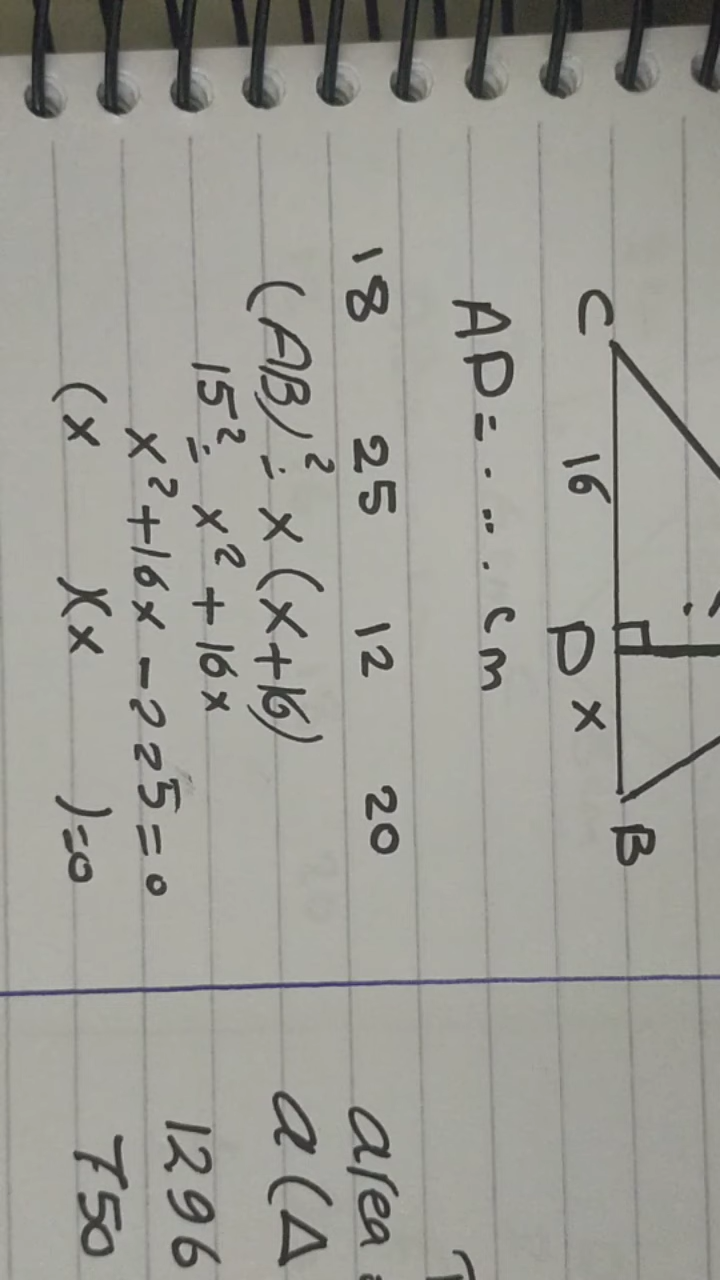 C 16 D x B
AD = ..... cm
18 25 12 20
(AB)² = x(x+16)
15² = x² + 16x
x² + 16x - 225 = 0
(x )(x ) = 0
area
a(Δ
1296
750